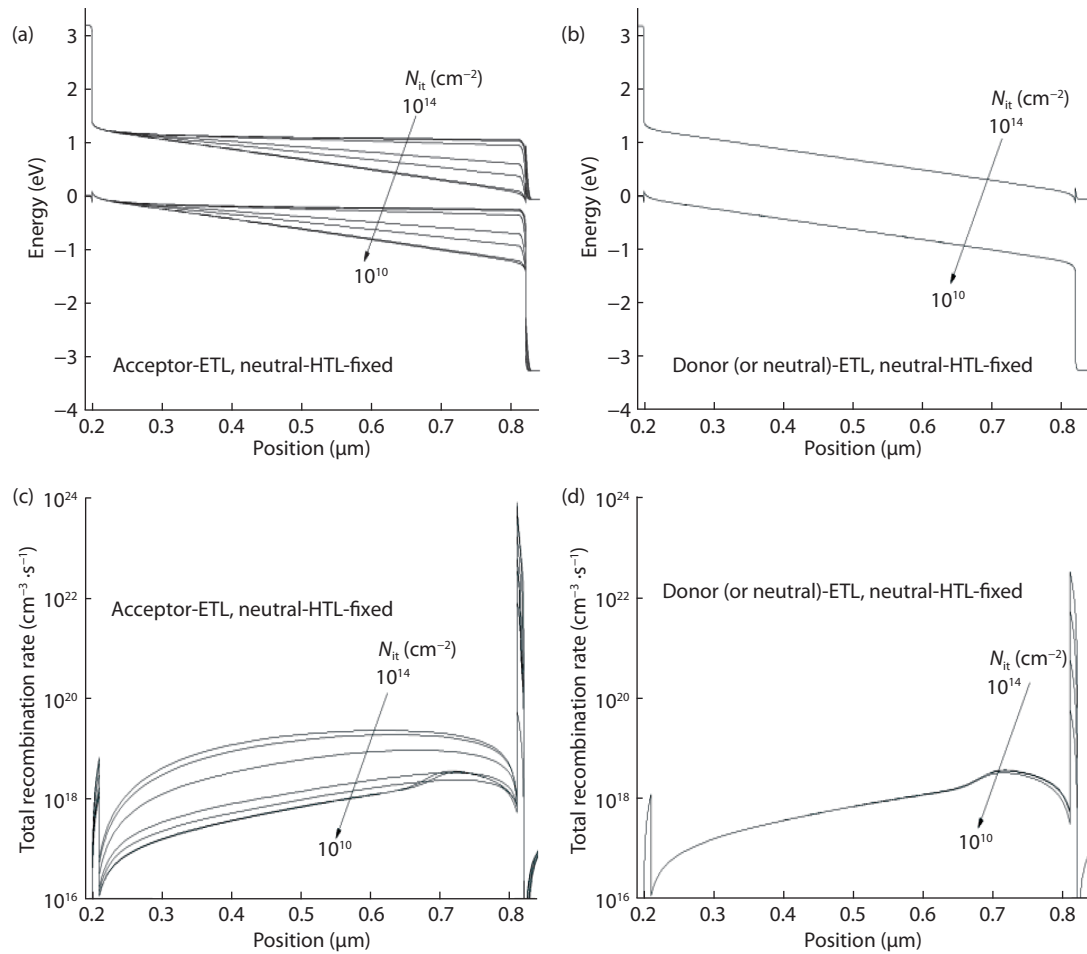 (a)
3
2
1
0
−1
−2
−3
−4
Energy (eV)
Nit (cm−2)
10^14
10^10
Acceptor-ETL, neutral-HTL-fixed
0.2 0.3 0.4 0.5 0.6 0.7 0.8
Position (μm)
(b)
3
2
1
0
−1
−2
−3
−4
Energy (eV)
Nit (cm−2)
10^14
10^10
Donor (or neutral)-ETL, neutral-HTL-fixed
0.2 0.3 0.4 0.5 0.6 0.7 0.8
Position (μm)
(c)
10^24
10^22
10^20
10^18
10^16
Total recombination rate (cm−3 ·s−1)
Acceptor-ETL, neutral-HTL-fixed
Nit (cm−2)
10^14
10^10
0.2 0.3 0.4 0.5 0.6 0.7 0.8
Position (μm)
(d)
10^24
10^22
10^20
10^18
10^16
Total recombination rate (cm−3 ·s−1)
Donor (or neutral)-ETL, neutral-HTL-fixed
Nit (cm−2)
10^14
10^10
0.2 0.3 0.4 0.5 0.6 0.7 0.8
Position (μm)